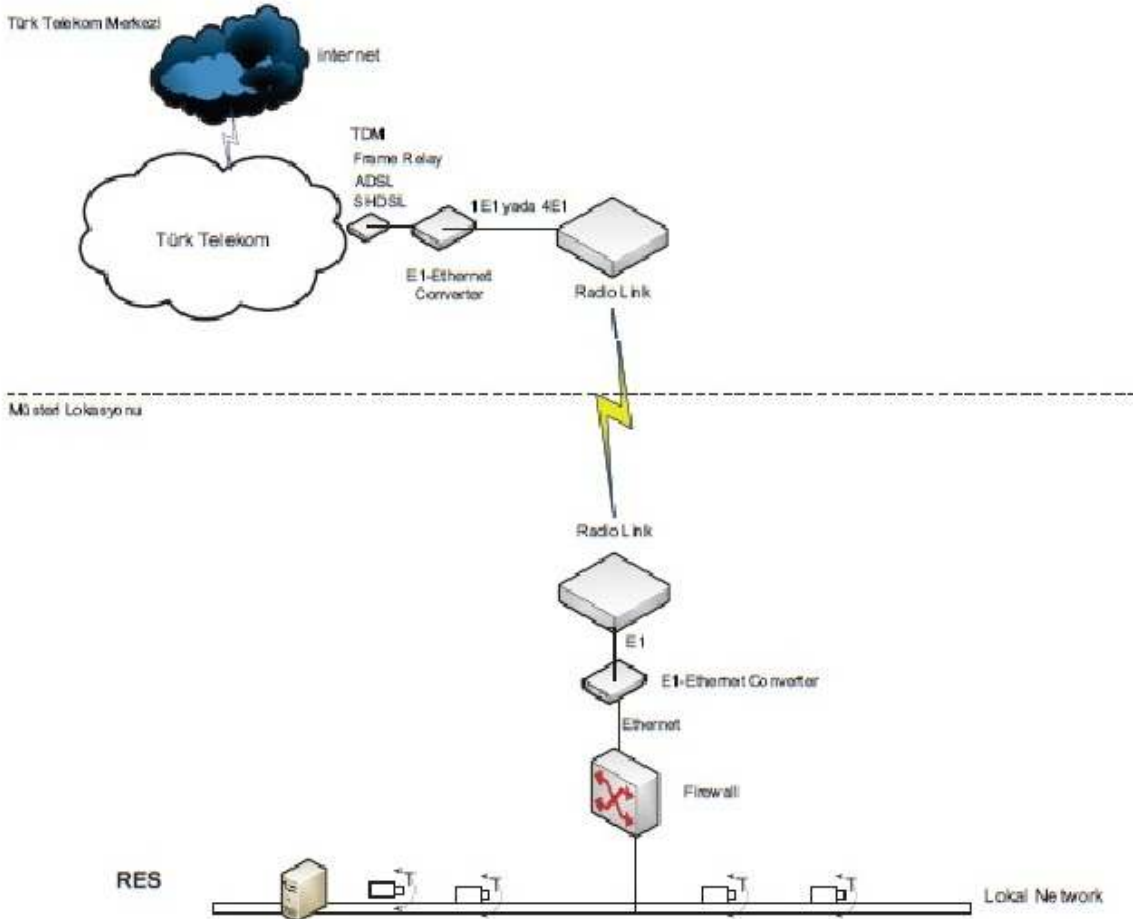 Türk Telekom Merkezi
internet
TDM
Frame Relay
ADSL
SHDSL
1E1 yada 4E1
Türk Telekom
E1-Ethernet
Converter
Radio Link
Müsteri Lokasyonu
Radio Link
E1
E1-Ethernet Converter
Ethernet
Firewall
RES
T
T
T
T
Lokal Network